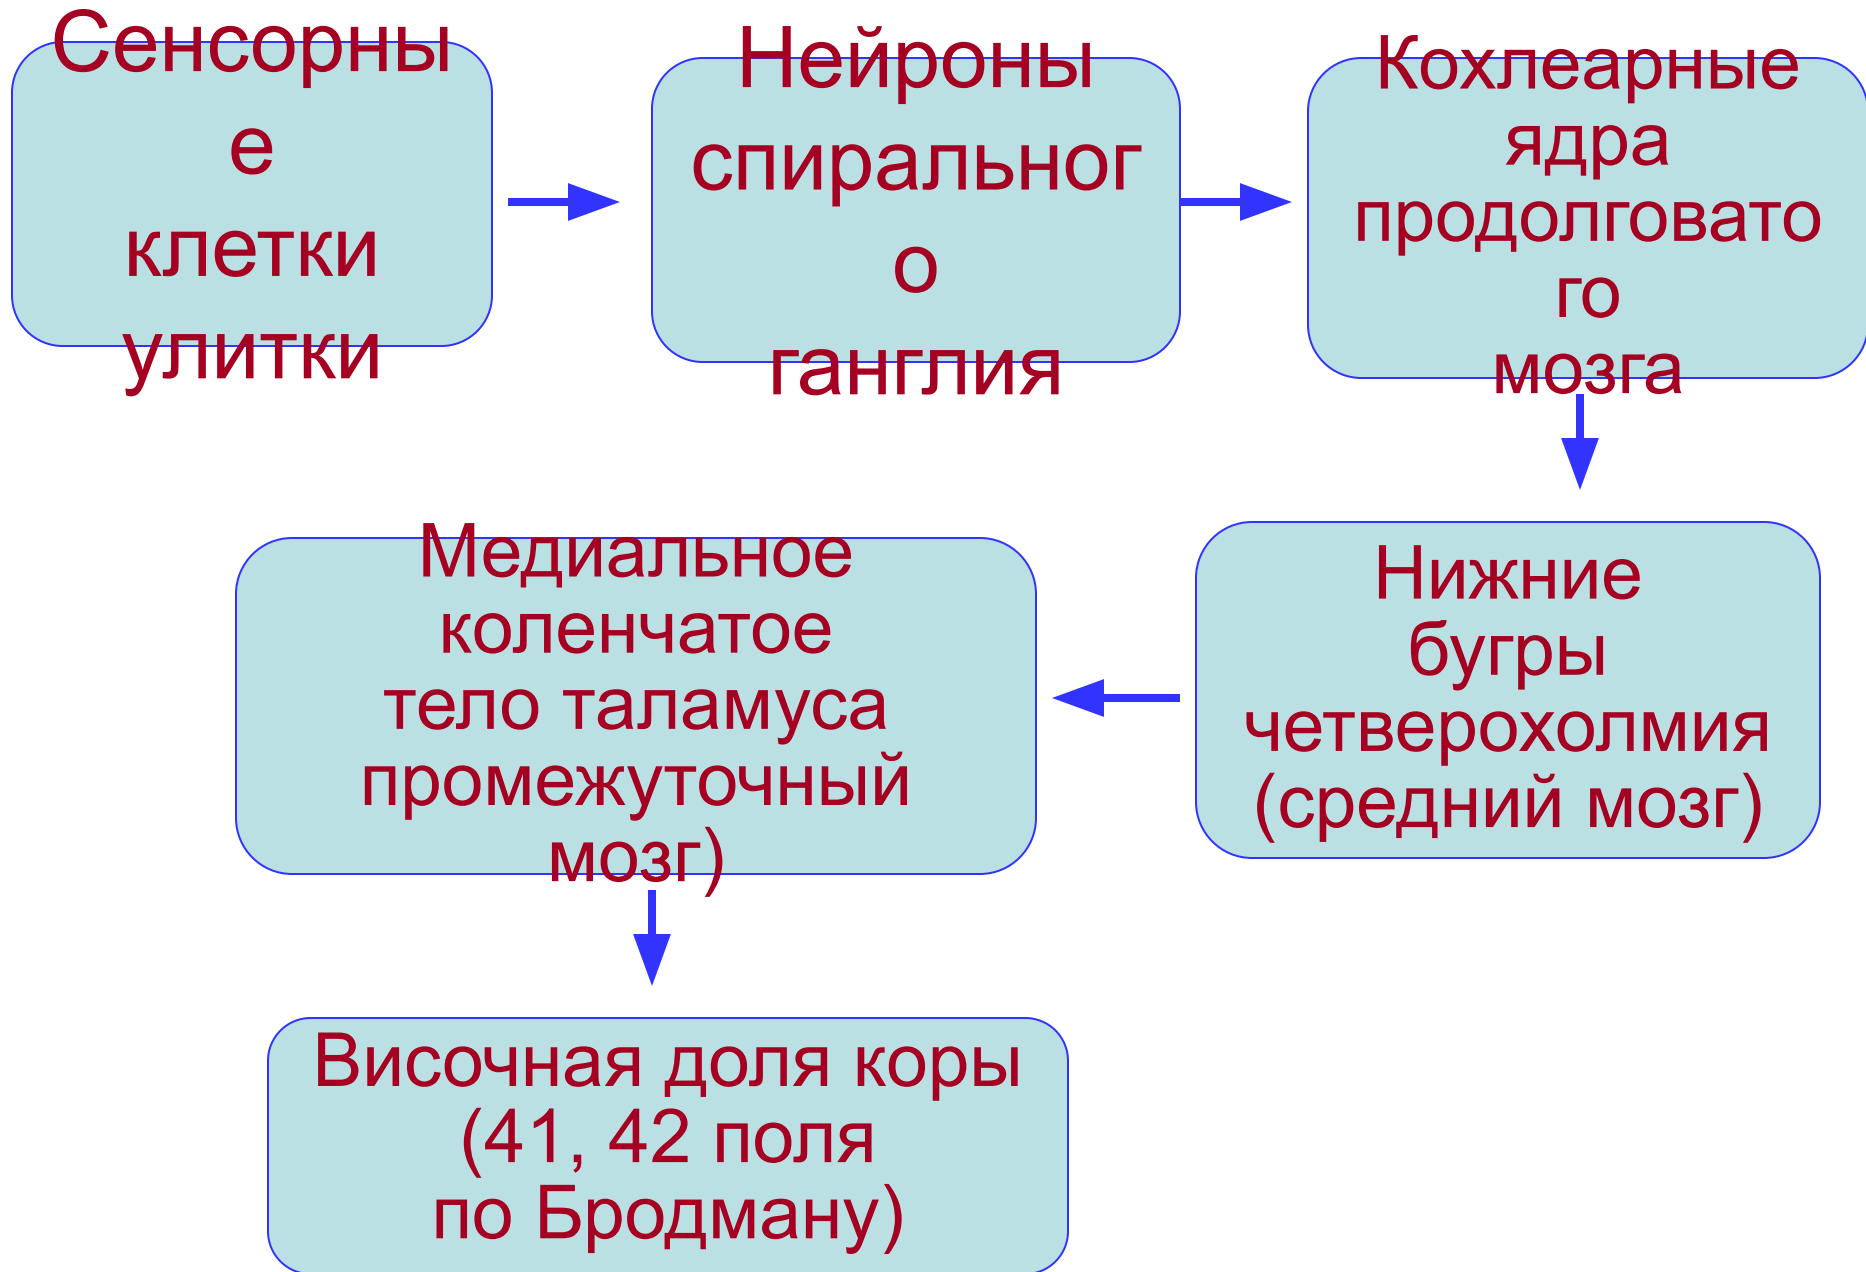 Сенсорны
е
клетки
улитки
Нейроны
спиральног
о
ганглия
Кохлеарные
ядра
продолговато
го
мозга
Нижние
бугры
четверохолмия
(средний мозг)
Медиальное
коленчатое
тело таламуса
промежуточный
мозг)
Височная доля коры
(41, 42 поля
по Бродману)